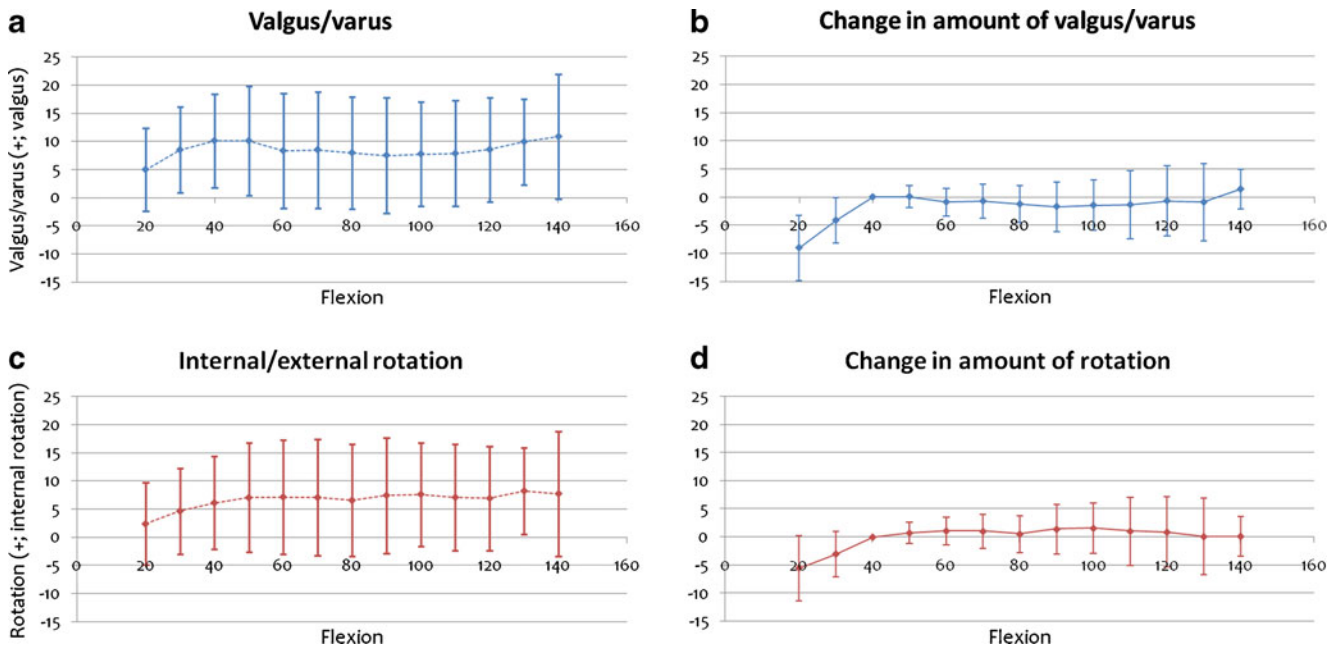 a
Valgus/varus
Valgus/varus (+; valgus)
25
20
15
10
5
0
-5
-10
-15
0 20 40 60 80 100 120 140 160
Flexion
b
Change in amount of valgus/varus
25
20
15
10
5
0
-5
-10
-15
0 20 40 60 80 100 120 140 160
Flexion
c
Internal/external rotation
Rotation (+; internal rotation)
25
20
15
10
5
0
-5
-10
-15
0 20 40 60 80 100 120 140 160
Flexion
d
Change in amount of rotation
25
20
15
10
5
0
-5
-10
-15
0 20 40 60 80 100 120 140 160
Flexion